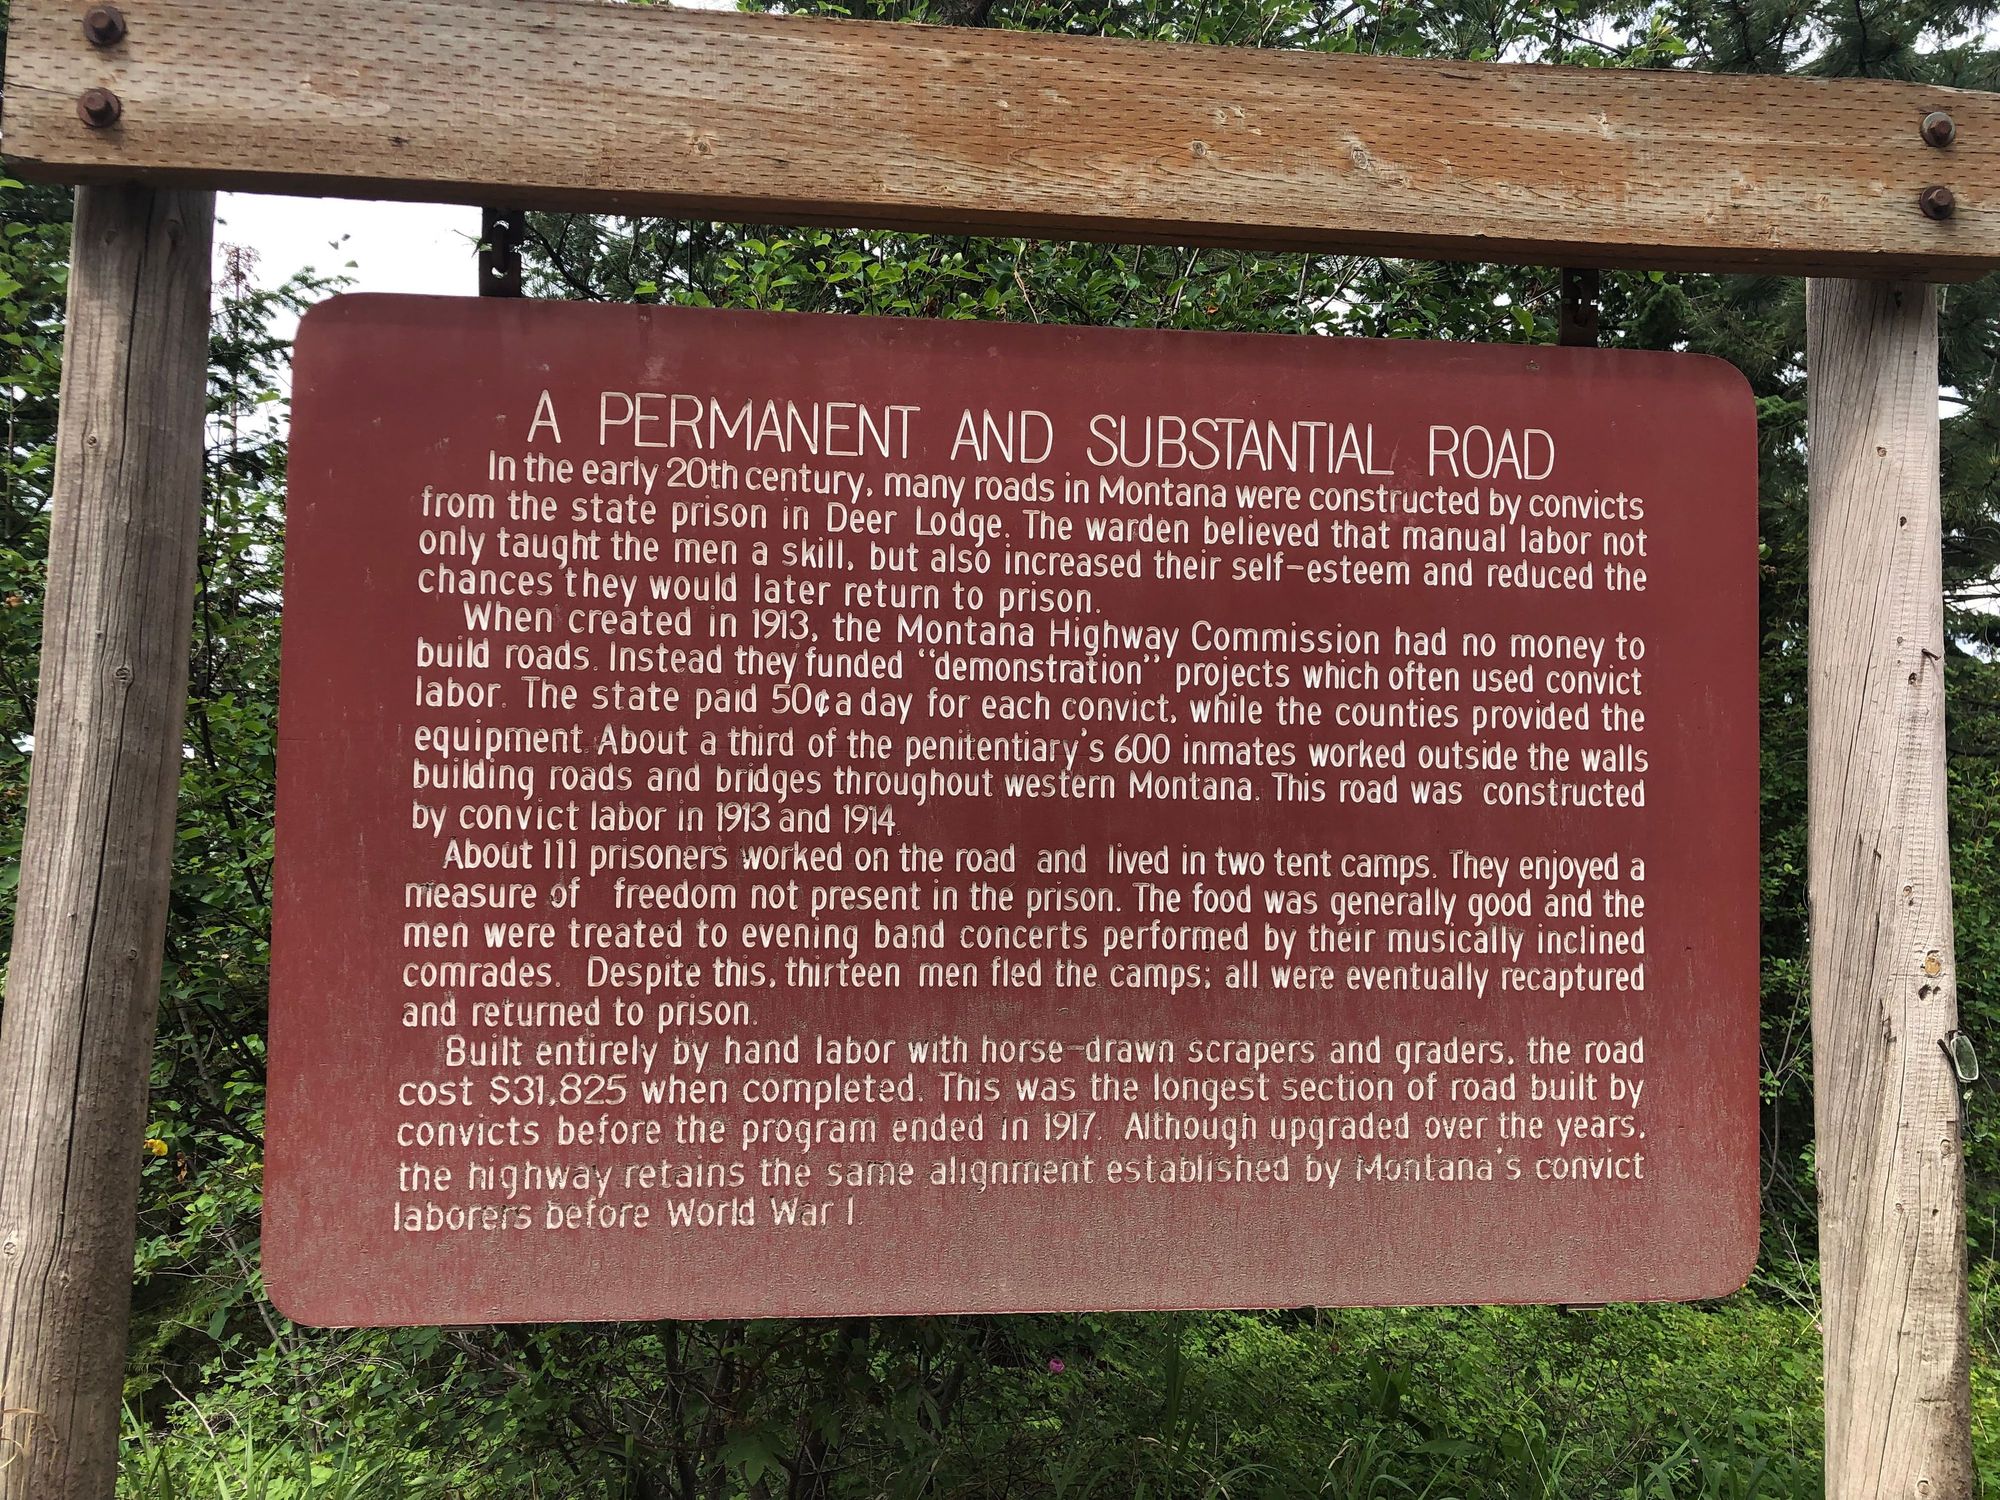 A PERMANENT AND SUBSTANTIAL ROAD
In the early 20th century, many roads in Montana were constructed by convicts
from the state prison in Deer Lodge. The warden believed that manual labor not
only taught the men a skill, but also increased their self-esteem and reduced the
chances they would later return to prison.
When created in 1913, the Montana Highway Commission had no money to
build roads. Instead they funded "demonstration" projects which often used convict
labor. The state paid 50¢ a day for each convict, while the counties provided the
equipment. About a third of the penitentiary's 600 inmates worked outside the walls
building roads and bridges throughout western Montana. This road was constructed
by convict labor in 1913 and 1914.
About 111 prisoners worked on the road and lived in two tent camps. They enjoyed a
measure of freedom not present in the prison. The food was generally good and the
men were treated to evening band concerts performed by their musically inclined
comrades. Despite this, thirteen men fled the camps; all were eventually recaptured
and returned to prison.
Built entirely by hand labor with horse-drawn scrapers and graders, the road
cost $31,825 when completed. This was the longest section of road built by
convicts before the program ended in 1917. Although upgraded over the years,
the highway retains the same alignment established by Montana's convict
laborers before World War I.